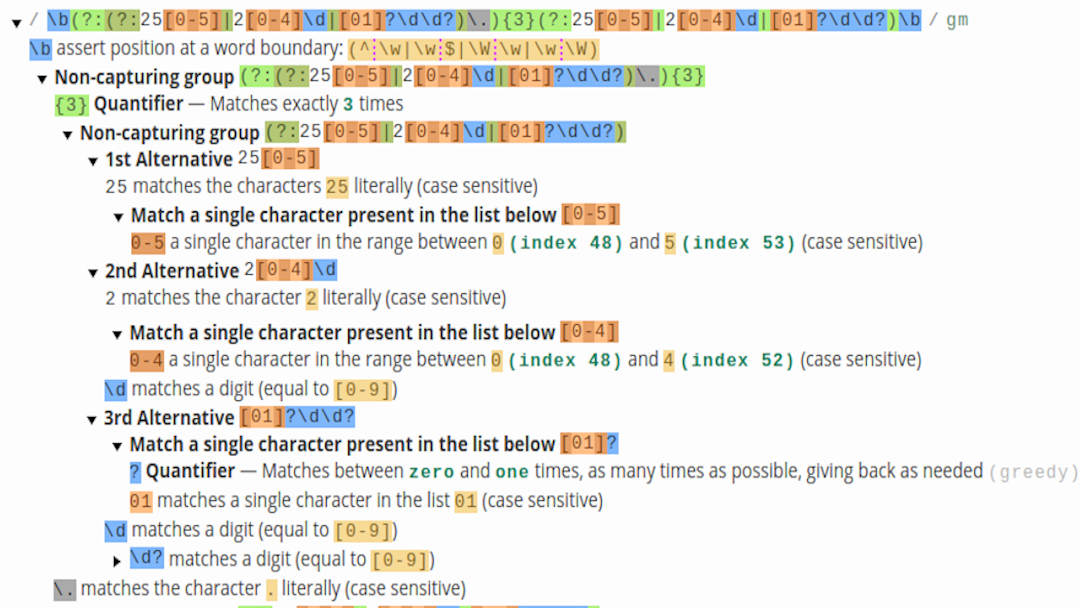 / \b(?:(?:25[0-5]|2[0-4]\d|[01]?\d\d?)\.){3}(?:25[0-5]|2[0-4]\d|[01]?\d\d?)\b / gm
\b assert position at a word boundary: (^\w|\w$|\W\w|\w\W)
Non-capturing group (?:(?:25[0-5]|2[0-4]\d|[01]?\d\d?)\.){3}
{3} Quantifier — Matches exactly 3 times
Non-capturing group (?:25[0-5]|2[0-4]\d|[01]?\d\d?)
1st Alternative 25[0-5]
25 matches the characters 25 literally (case sensitive)
Match a single character present in the list below [0-5]
0-5 a single character in the range between 0 (index 48) and 5 (index 53) (case sensitive)
2nd Alternative 2[0-4]\d
2 matches the character 2 literally (case sensitive)
Match a single character present in the list below [0-4]
0-4 a single character in the range between 0 (index 48) and 4 (index 52) (case sensitive)
\d matches a digit (equal to [0-9])
3rd Alternative [01]?\d\d?
Match a single character present in the list below [01]?
? Quantifier — Matches between zero and one times, as many times as possible, giving back as needed (greedy)
01 matches a single character in the list 01 (case sensitive)
\d matches a digit (equal to [0-9])
\d? matches a digit (equal to [0-9])
\. matches the character . literally (case sensitive)